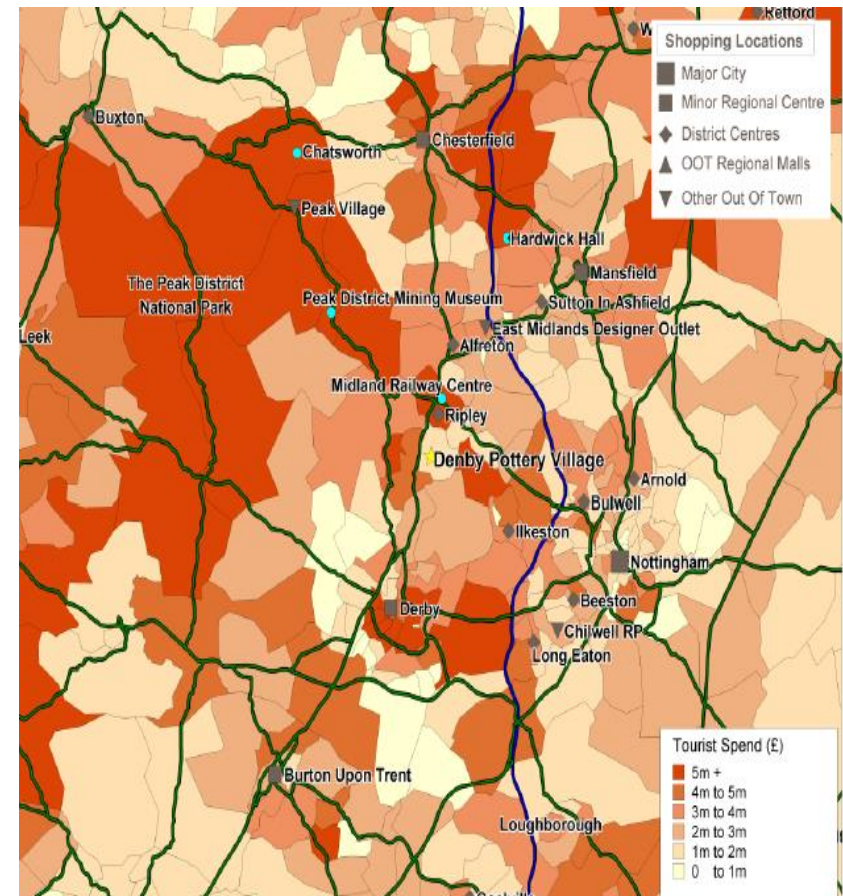 Retford
W
Shopping Locations
Major City
Minor Regional Centre
District Centres
OOT Regional Malls
Other Out Of Town
Buxton
Chesterfield
Chatsworth
Peak Village
Hardwick Hall
Mansfield
The Peak District
National Park
Peak District Mining Museum
Sutton In Ashfield
East Midlands Designer Outlet
Leek
Alfreton
Midland Railway Centre
Ripley
Denby Pottery Village
Arnold
Bulwell
Ilkeston
Nottingham
Derby
Beeston
Chilwell RP
Long Eaton
Tourist Spend (£)
5m +
4m to 5m
3m to 4m
2m to 3m
1m to 2m
0 to 1m
Burton Upon Trent
Loughborough